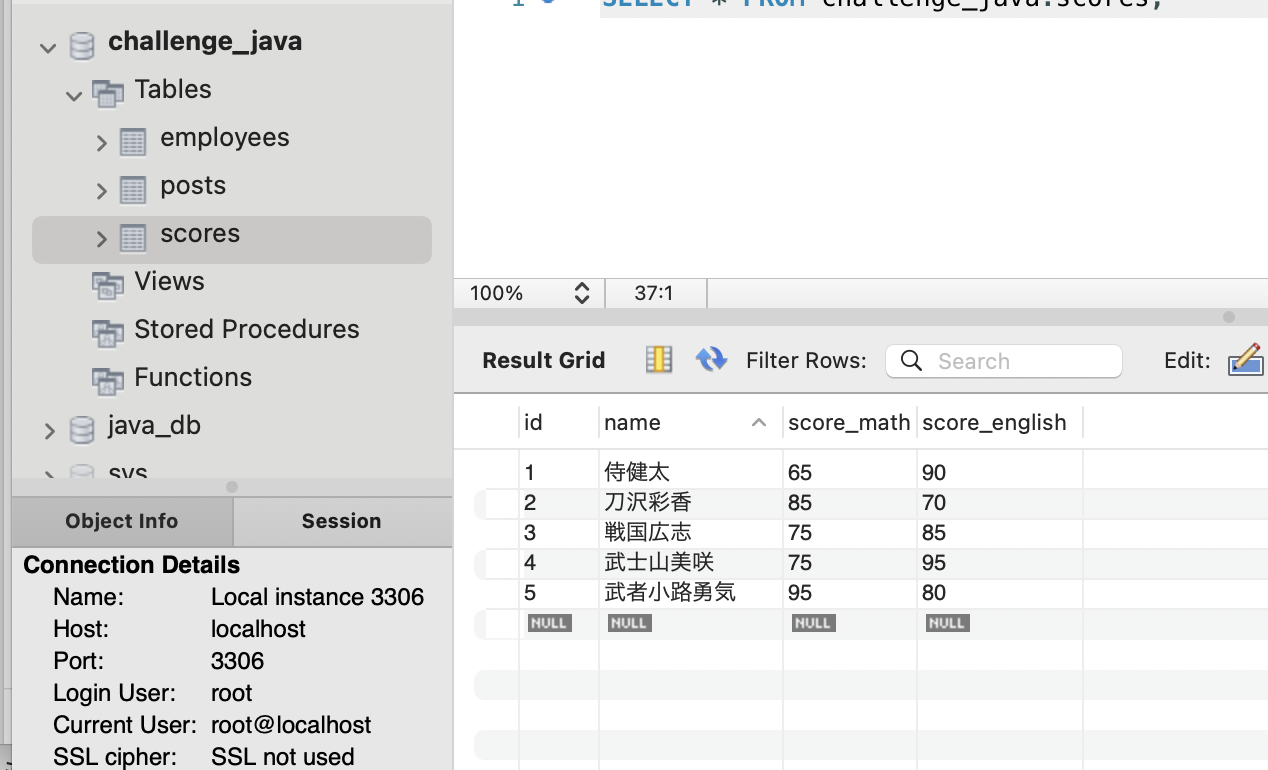 challenge_java
Tables
employees
posts
scores
Views
Stored Procedures
Functions
java_db
sys
Object Info Session
Connection Details
Name: Local instance 3306
Host: localhost
Port: 3306
Login User: root
Current User: root@localhost
SSL cipher: SSL not used
1 SELECT * FROM challenge_java.scores;
100% 37:1
Result Grid Filter Rows: Search Edit:
id name score_math score_english
1 侍健太 65 90
2 刀沢彩香 85 70
3 戦国広志 75 85
4 武士山美咲 75 95
5 武者小路勇気 95 80
NULL NULL NULL NULL